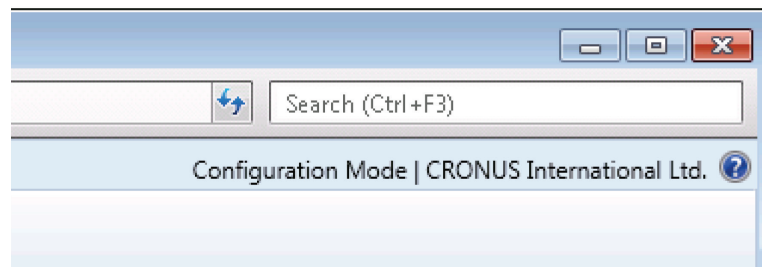 Search (Ctrl+F3)
Configuration Mode | CRONUS International Ltd.